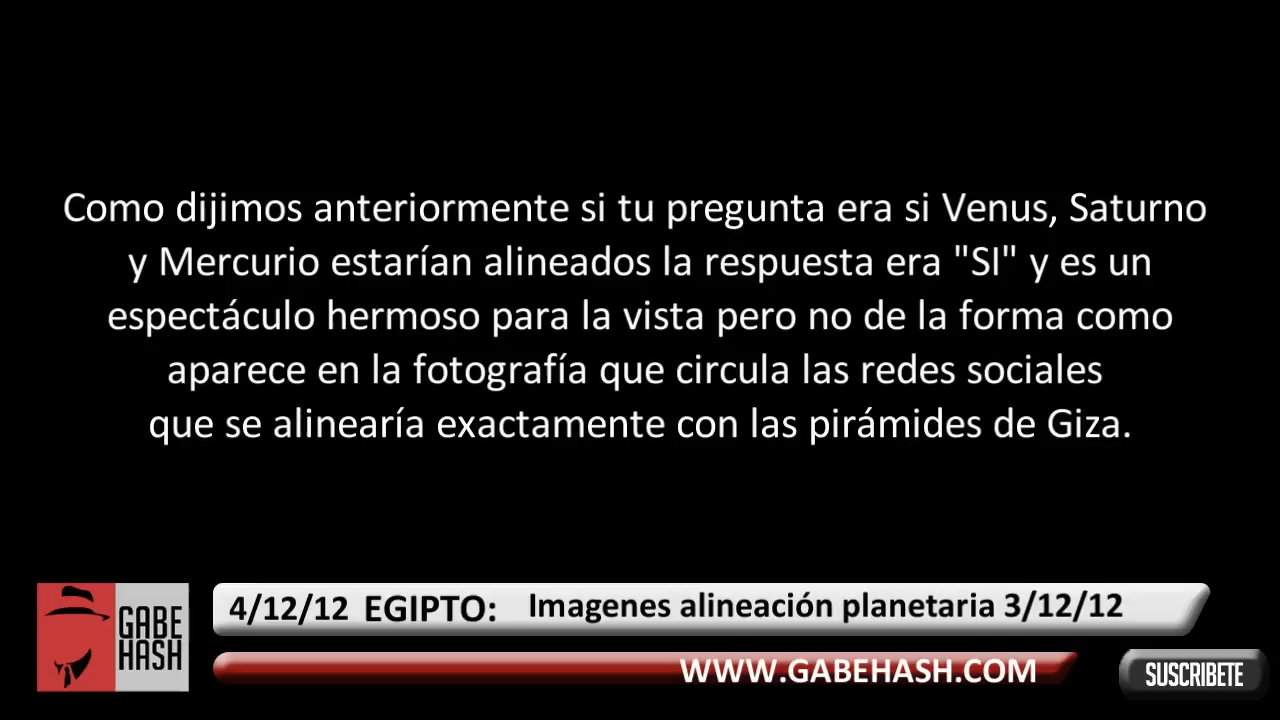 Como dijimos anteriormente si tu pregunta era si Venus, Saturno
y Mercurio estarían alineados la respuesta era "SI" y es un
espectáculo hermoso para la vista pero no de la forma como
aparece en la fotografía que circula las redes sociales
que se alinearía exactamente con las pirámides de Giza.
GABE
HASH
4/12/12 EGIPTO: Imagenes alineación planetaria 3/12/12
WWW.GABEHASH.COM
SUSCRIBETE